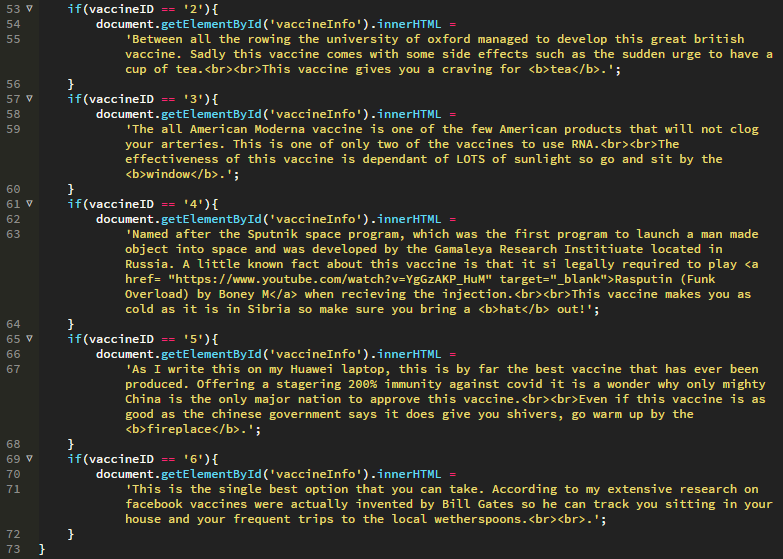 53 ▽ if(vaccineID == '2'){
54 document.getElementById('vaccineInfo').innerHTML =
55 'Between all the rowing the university of oxford managed to develop this great british
vaccine. Sadly this vaccine comes with some side effects such as the sudden urge to have a
cup of tea.<br><br>This vaccine gives you a craving for <b>tea</b>.';
56 }
57 ▽ if(vaccineID == '3'){
58 document.getElementById('vaccineInfo').innerHTML =
59 'The all American Moderna vaccine is one of the few American products that will not clog
your arteries. This is one of only two of the vaccines to use RNA.<br><br>The
effectiveness of this vaccine is dependant of LOTS of sunlight so go and sit by the
<b>window</b>.';
60 }
61 ▽ if(vaccineID == '4'){
62 document.getElementById('vaccineInfo').innerHTML =
63 'Named after the Sputnik space program, which was the first program to launch a man made
object into space and was developed by the Gamaleya Research Institiuate located in
Russia. A little known fact about this vaccine is that it si legally required to play <a
href= "https://www.youtube.com/watch?v=YgGzAKP_HuM" target="_blank">Rasputin (Funk
Overload) by Boney M</a> when recieving the injection.<br><br>This vaccine makes you as
cold as it is in Sibria so make sure you bring a <b>hat</b> out!';
64 }
65 ▽ if(vaccineID == '5'){
66 document.getElementById('vaccineInfo').innerHTML =
67 'As I write this on my Huawei laptop, this is by far the best vaccine that has ever been
produced. Offering a stagering 200% immunity against covid it is a wonder why only mighty
China is the only major nation to approve this vaccine.<br><br>Even if this vaccine is as
good as the chinese government says it does give you shivers, go warm up by the
<b>fireplace</b>.';
68 }
69 ▽ if(vaccineID == '6'){
70 document.getElementById('vaccineInfo').innerHTML =
71 'This is the single best option that you can take. According to my extensive research on
facebook vaccines were actually invented by Bill Gates so he can track you sitting in your
house and your frequent trips to the local wetherspoons.<br><br>.';
72 }
73 }